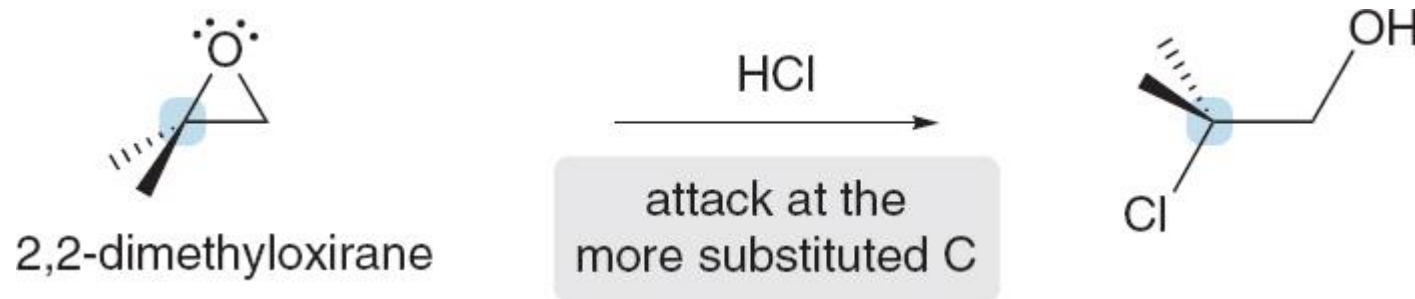 O
2,2-dimethyloxirane
HCl
attack at the
more substituted C
OH
Cl